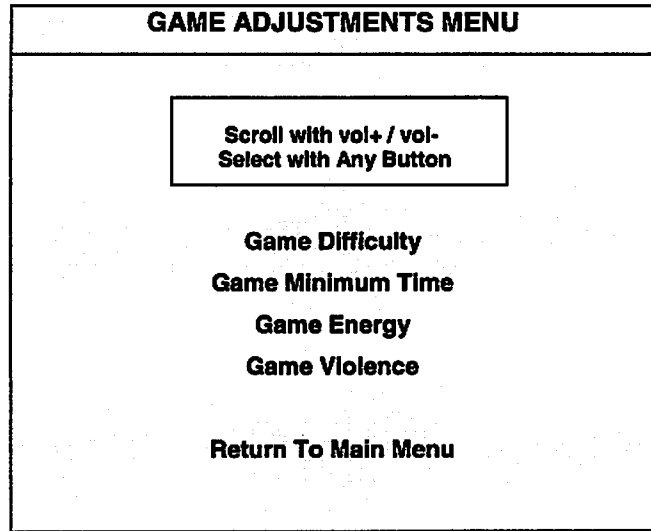 GAME ADJUSTMENTS MENU
Scroll with vol+ / vol-
Select with Any Button
Game Difficulty
Game Minimum Time
Game Energy
Game Violence
Return To Main Menu